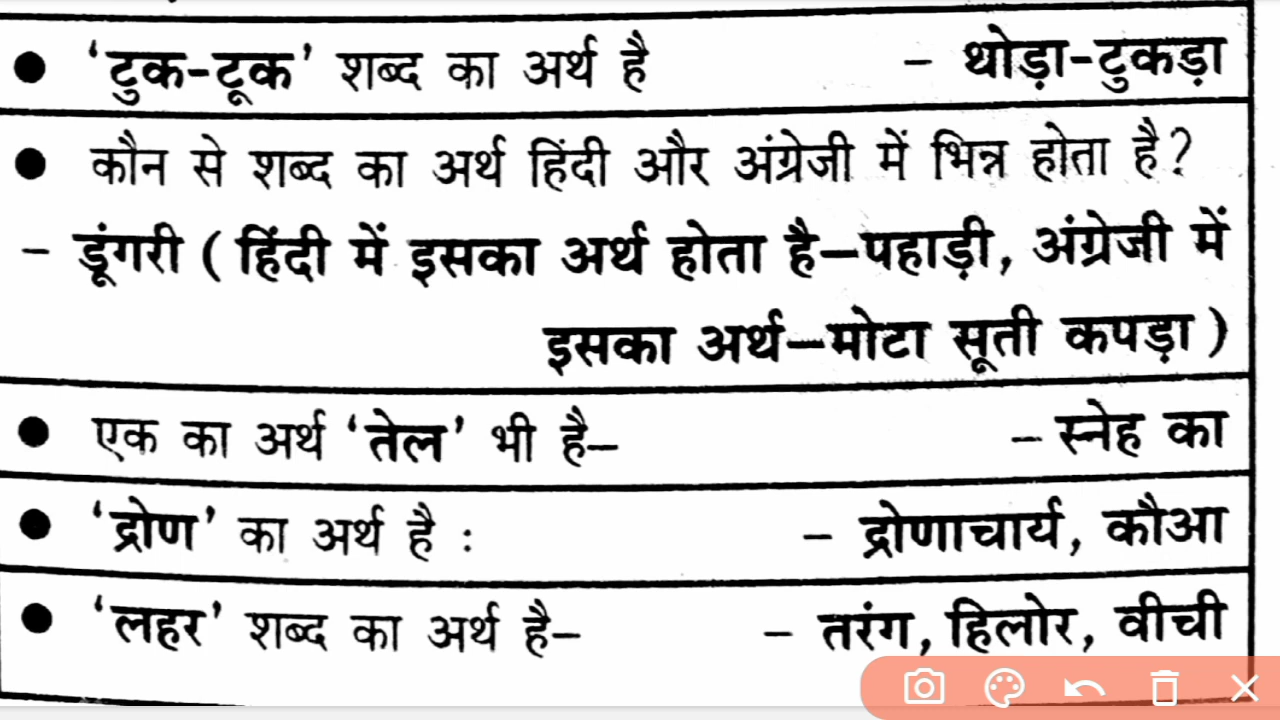 ● 'टुक-टूक' शब्द का अर्थ है – थोड़ा-टुकड़ा
● कौन से शब्द का अर्थ हिंदी और अंग्रेजी में भिन्न होता है?
– डूंगरी (हिंदी में इसका अर्थ होता है–पहाड़ी, अंग्रेजी में
इसका अर्थ–मोटा सूती कपड़ा)
● एक का अर्थ 'तेल' भी है– – स्नेह का
● 'द्रोण' का अर्थ है : – द्रोणाचार्य, कौआ
● 'लहर' शब्द का अर्थ है– – तरंग, हिलोर, वीची